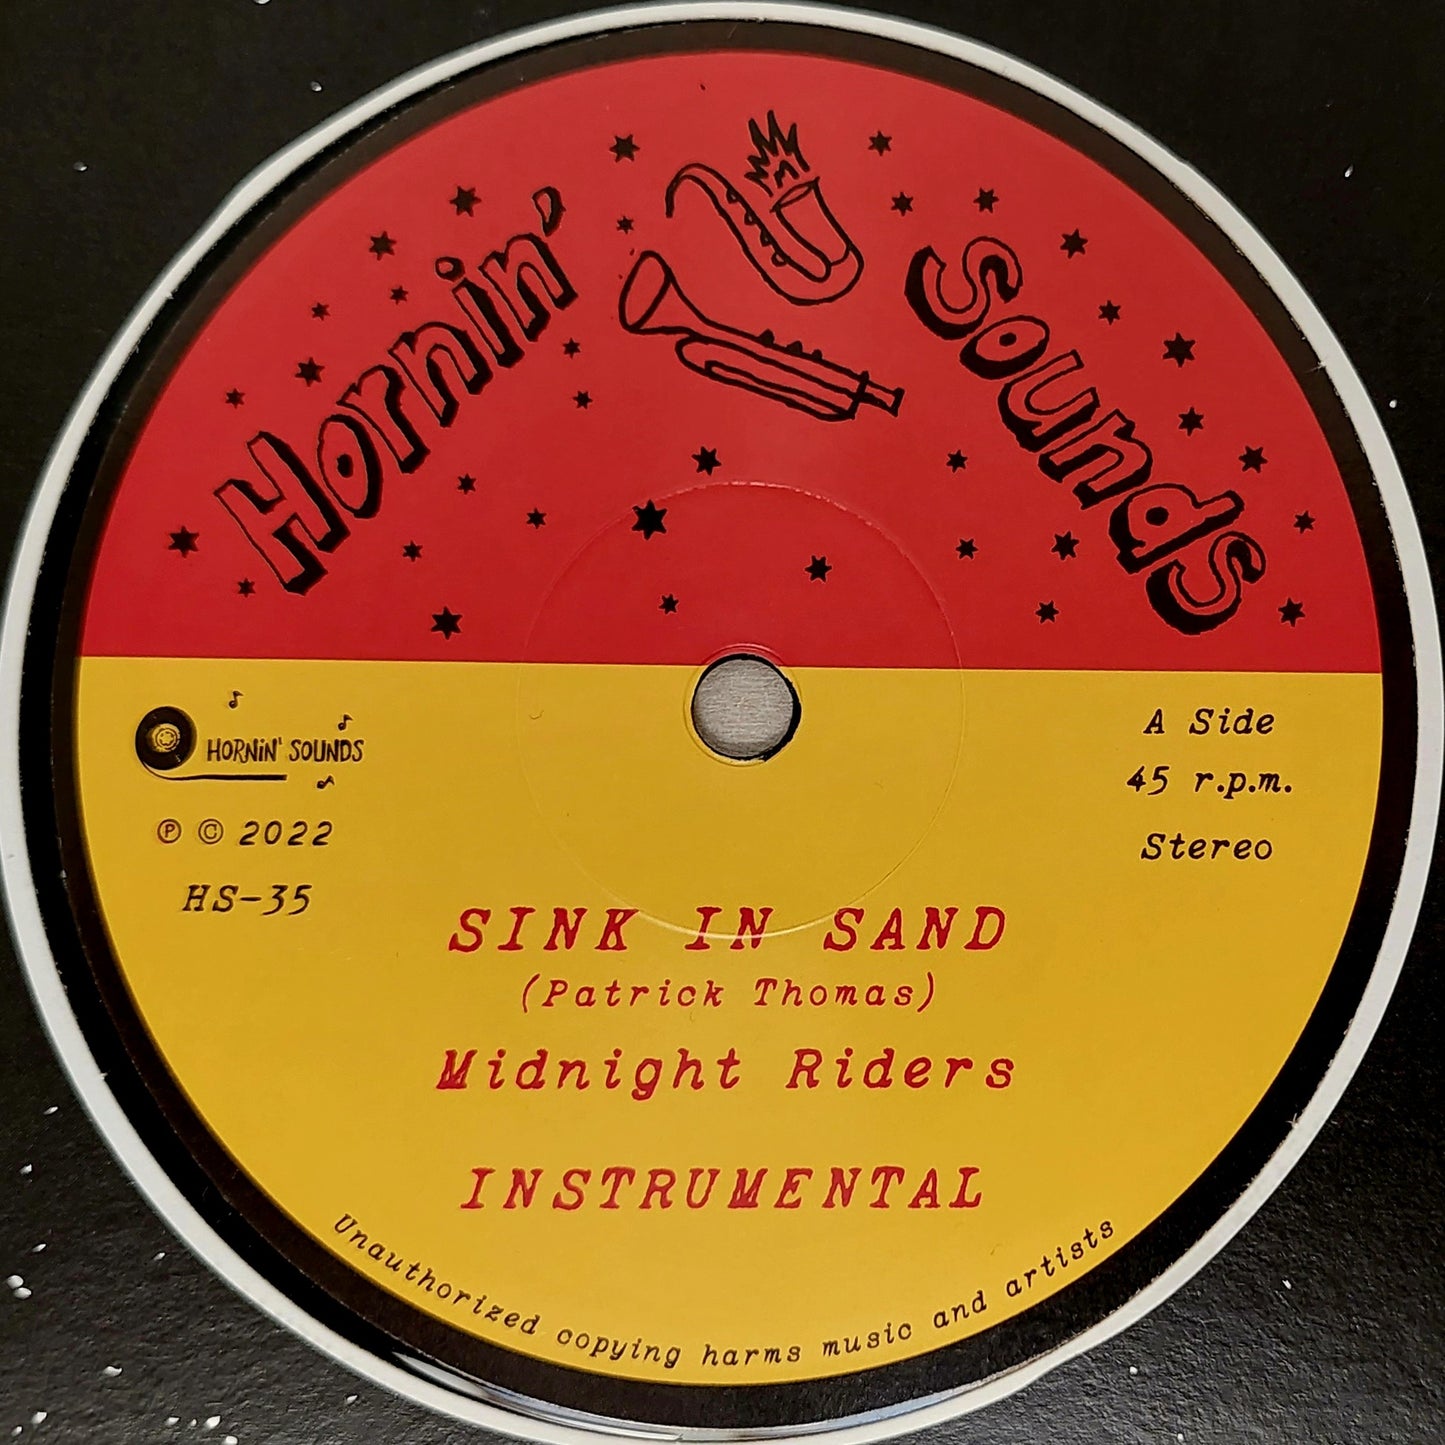 Hornin' Sounds
HORNiN' SOUNDS
℗ © 2022
HS-35
A Side
45 r.p.m.
Stereo
SINK IN SAND
(Patrick Thomas)
Midnight Riders
INSTRUMENTAL
Unauthorized copying harms music and artists